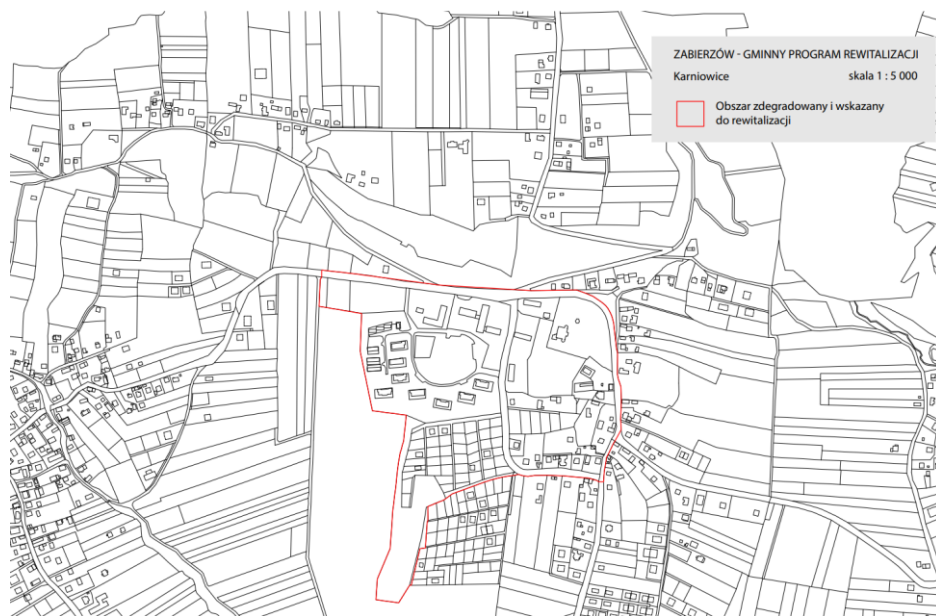 ZABIERZÓW - GMINNY PROGRAM REWITALIZACJI
Karniowice skala 1 : 5 000
Obszar zdegradowany i wskazany
do rewitalizacji